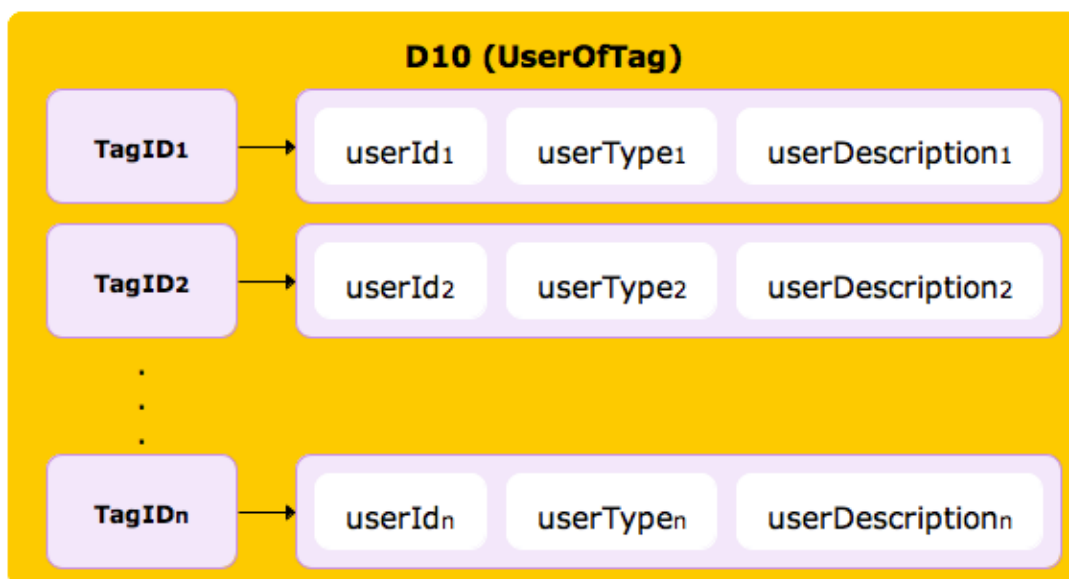 D10 (UserOfTag)
TagID1 userId1 userType1 userDescription1
TagID2 userId2 userType2 userDescription2
.
.
.
TagIDn userIdn userTypen userDescriptionn